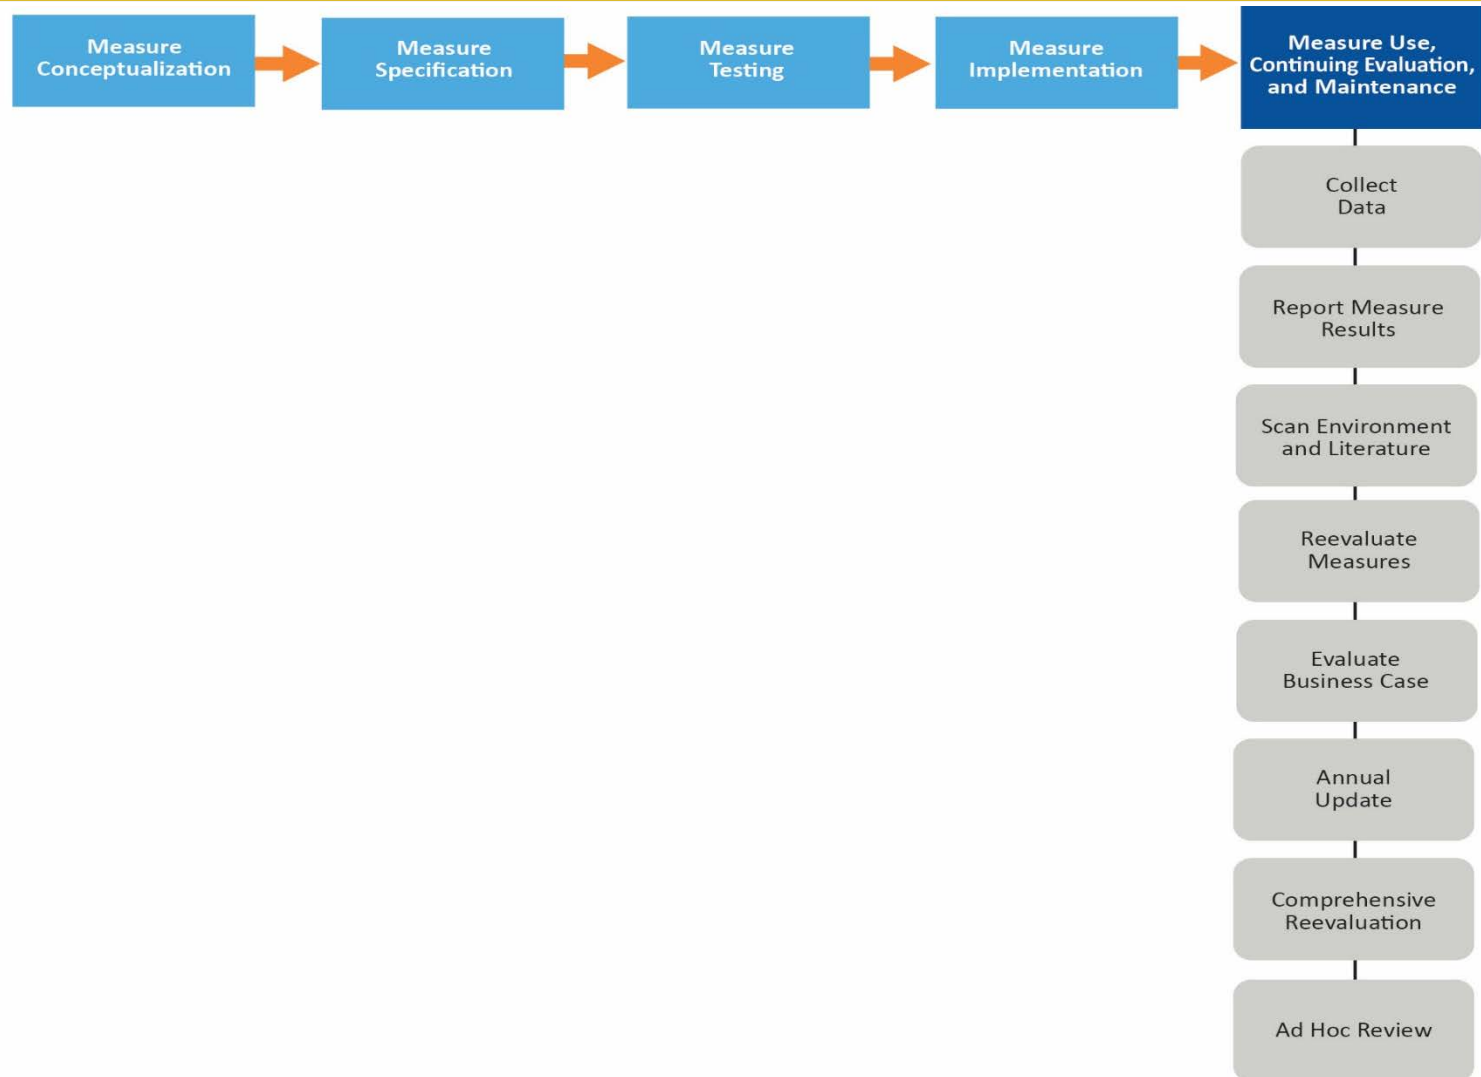 Measure
Conceptualization
Measure
Specification
Measure
Testing
Measure
Implementation
Measure Use,
Continuing Evaluation,
and Maintenance
Collect
Data
Report Measure
Results
Scan Environment
and Literature
Reevaluate
Measures
Evaluate
Business Case
Annual
Update
Comprehensive
Reevaluation
Ad Hoc Review